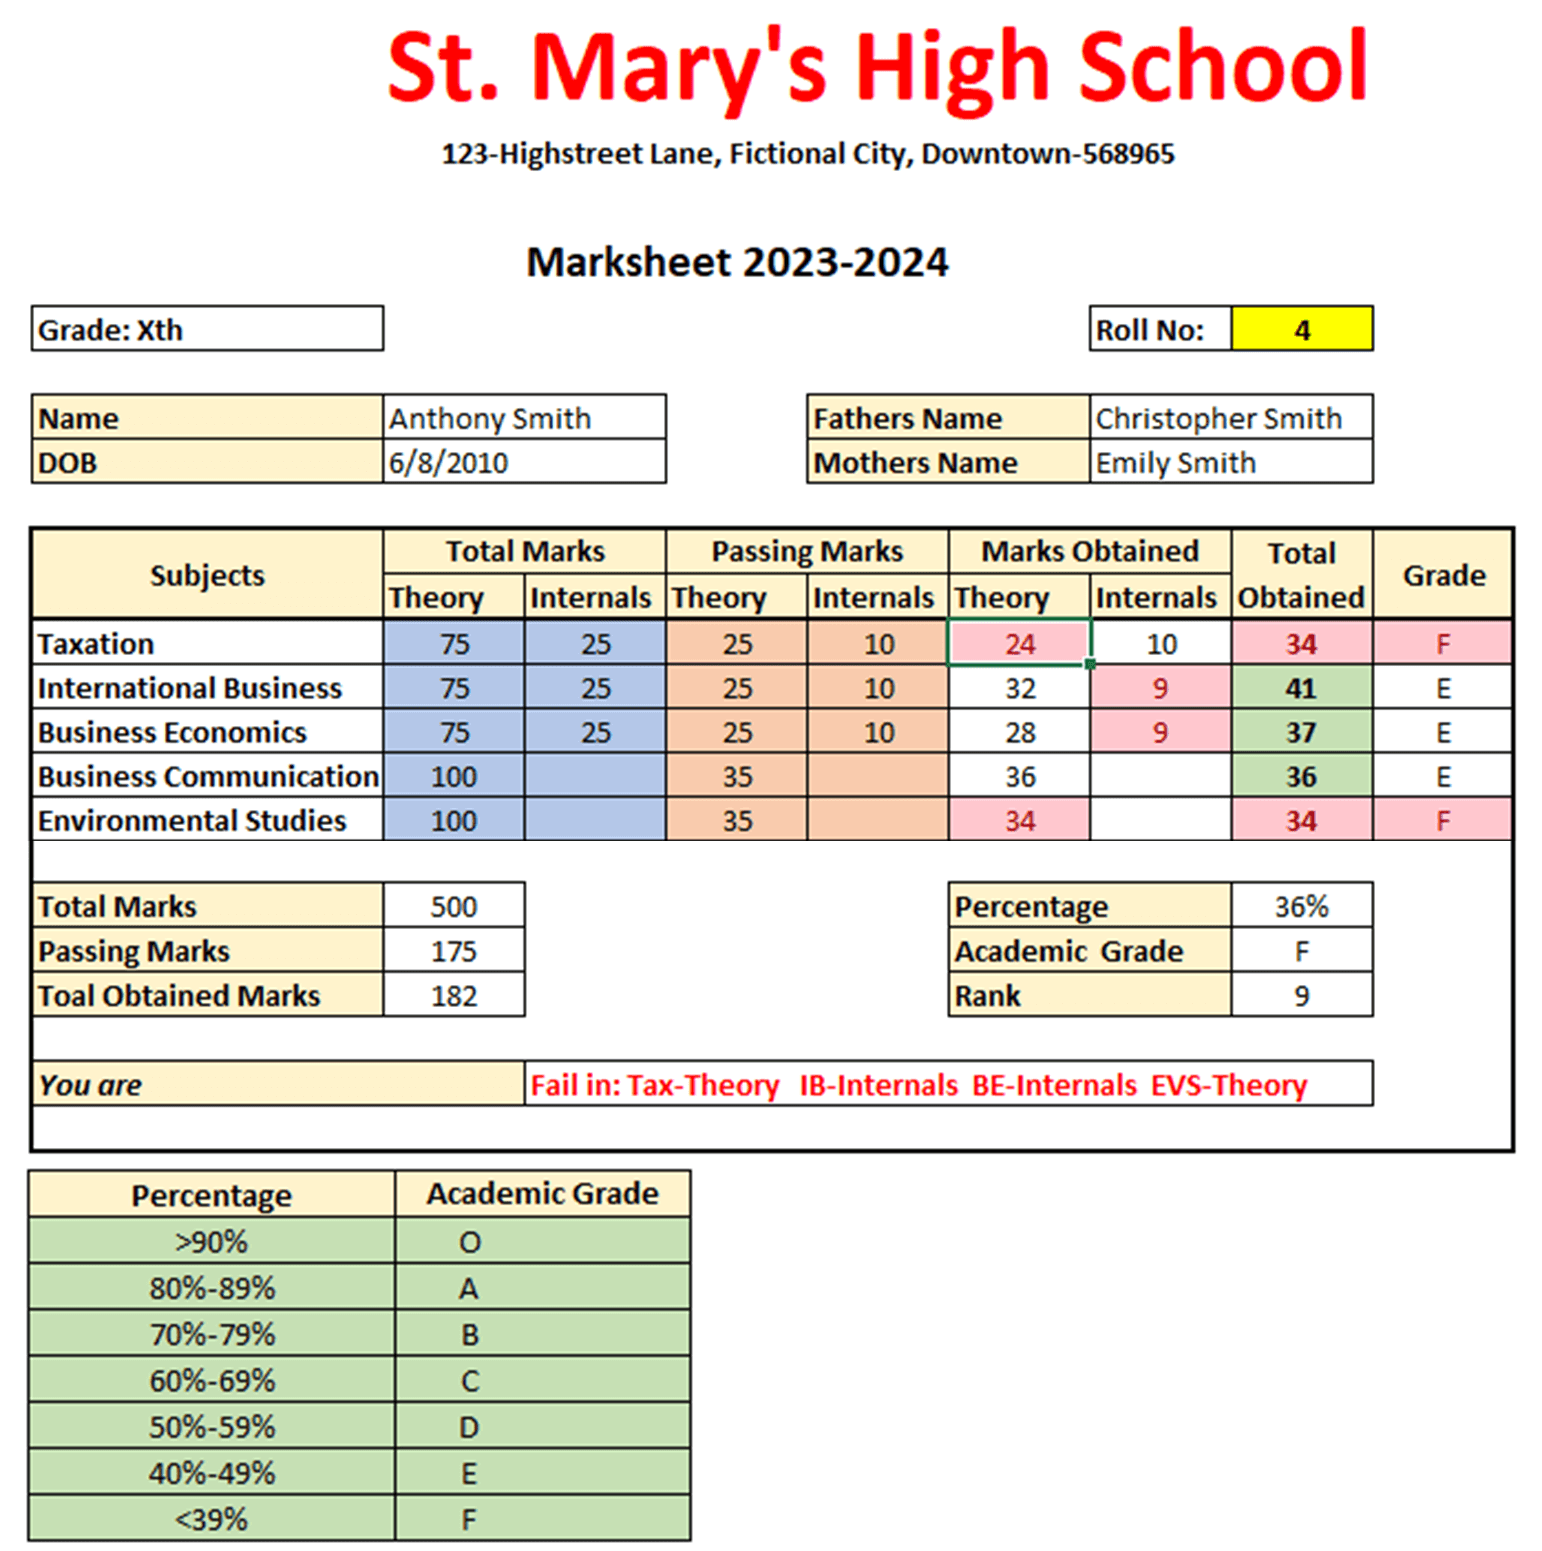 St. Mary's High School
123-Highstreet Lane, Fictional City, Downtown-568965
Marksheet 2023-2024
Grade: Xth Roll No: 4
Name Anthony Smith Fathers Name Christopher Smith
DOB 6/8/2010 Mothers Name Emily Smith
Subjects Total Marks Passing Marks Marks Obtained Total Obtained Grade
Theory Internals Theory Internals Theory Internals
Taxation 75 25 25 10 24 10 34 F
International Business 75 25 25 10 32 9 41 E
Business Economics 75 25 25 10 28 9 37 E
Business Communication 100 35 36 36 E
Environmental Studies 100 35 34 34 F
Total Marks 500 Percentage 36%
Passing Marks 175 Academic Grade F
Toal Obtained Marks 182 Rank 9
You are Fail in: Tax-Theory IB-Internals BE-Internals EVS-Theory
Percentage Academic Grade
>90% O
80%-89% A
70%-79% B
60%-69% C
50%-59% D
40%-49% E
<39% F